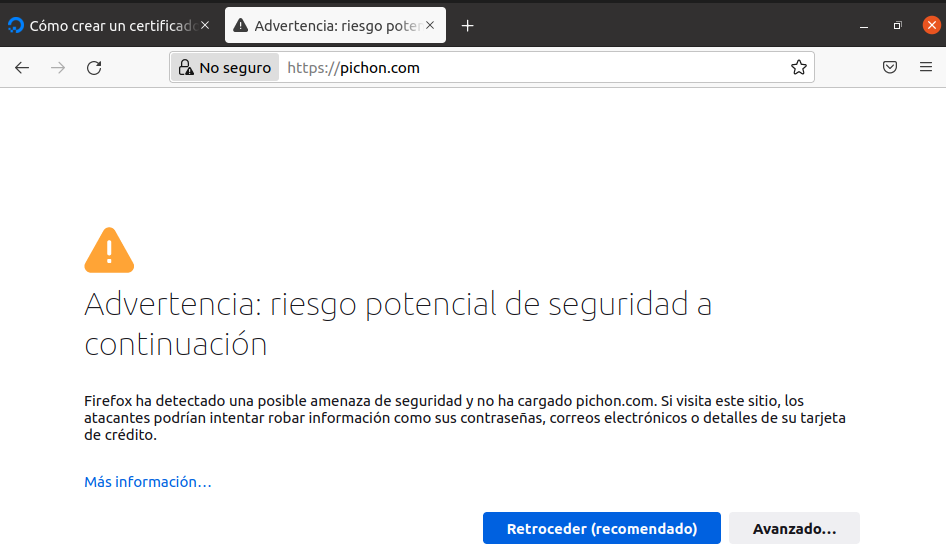 Cómo crear un certificado
Advertencia: riesgo poten
No seguro https://pichon.com
Advertencia: riesgo potencial de seguridad a
continuación
Firefox ha detectado una posible amenaza de seguridad y no ha cargado pichon.com. Si visita este sitio, los
atacantes podrían intentar robar información como sus contraseñas, correos electrónicos o detalles de su tarjeta
de crédito.
Más información…
Retroceder (recomendado) Avanzado…